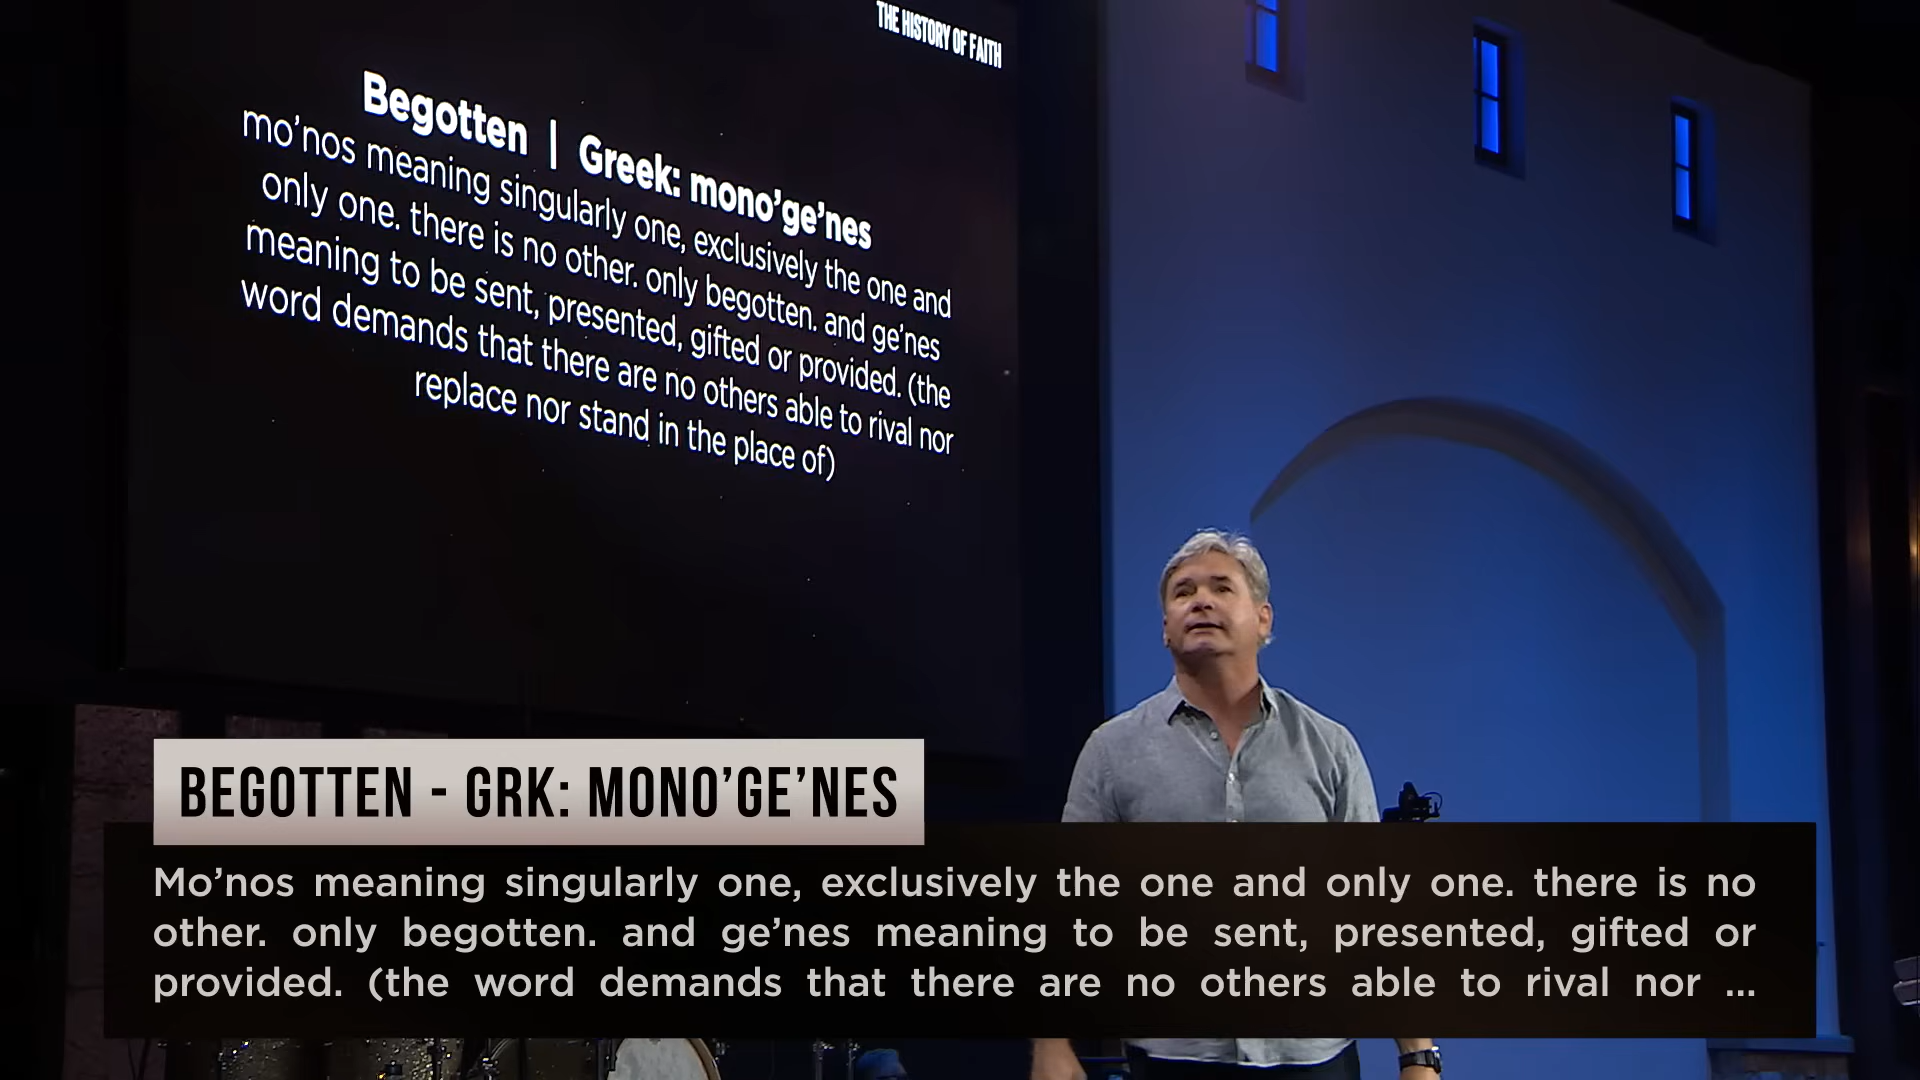 THE HISTORY OF FAITH
Begotten | Greek: mono'ge'nes
mo'nos meaning singularly one, exclusively the one and
only one. there is no other. only begotten. and ge'nes
meaning to be sent, presented, gifted or provided. (the
word demands that there are no others able to rival nor
replace nor stand in the place of)
BEGOTTEN - GRK: MONO'GE'NES
Mo'nos meaning singularly one, exclusively the one and only one. there is no
other. only begotten. and ge'nes meaning to be sent, presented, gifted or
provided. (the word demands that there are no others able to rival nor ...